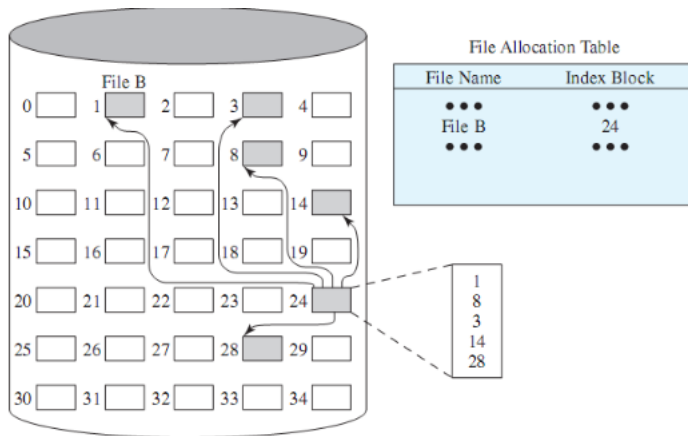 File Allocation Table
File Name Index Block
••• •••
File B 24
••• •••
File B
0 1 2 3 4
5 6 7 8 9
10 11 12 13 14
15 16 17 18 19
20 21 22 23 24
25 26 27 28 29
30 31 32 33 34
1
8
3
14
28